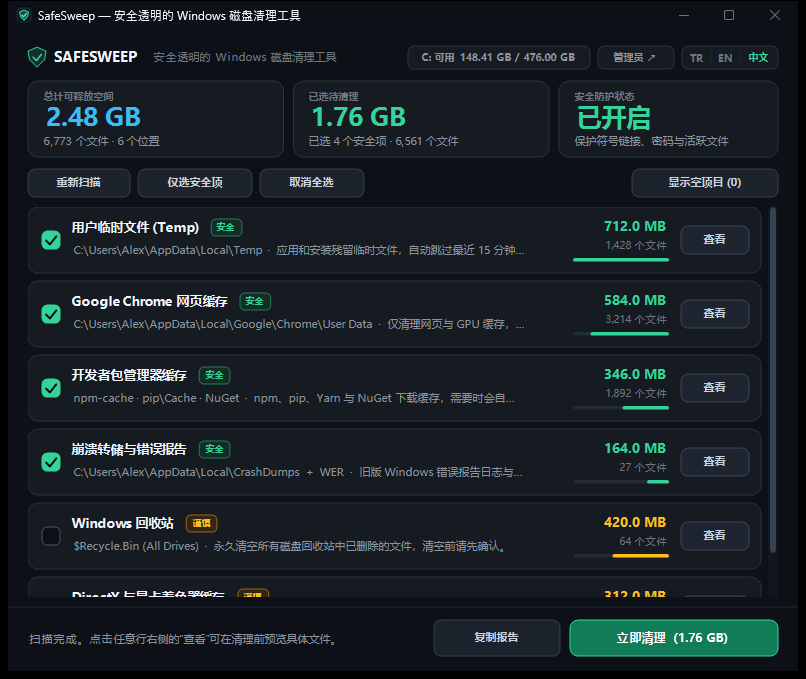 SafeSweep — 安全透明的 Windows 磁盘清理工具
SAFESWEEP 安全透明的 Windows 磁盘清理工具 C: 可用 148.41 GB / 476.00 GB 管理员 ↗ TR EN 中文
总计可释放空间 已选待清理 安全防护状态
2.48 GB 1.76 GB 已开启
6,773 个文件 · 6 个位置 已选 4 个安全项 · 6,561 个文件 保护符号链接、密码与活跃文件
重新扫描 仅选安全项 取消全选 显示空项目 (0)
用户临时文件 (Temp) 安全 712.0 MB
C:\Users\Alex\AppData\Local\Temp · 应用和安装残留临时文件，自动跳过最近 15 分钟... 1,428 个文件 查看
Google Chrome 网页缓存 安全 584.0 MB
C:\Users\Alex\AppData\Local\Google\Chrome\User Data · 仅清理网页与 GPU 缓存，... 3,214 个文件 查看
开发者包管理器缓存 安全 346.0 MB
npm-cache · pip\Cache · NuGet · npm、pip、Yarn 与 NuGet 下载缓存，需要时会自... 1,892 个文件 查看
崩溃转储与错误报告 安全 164.0 MB
C:\Users\Alex\AppData\Local\CrashDumps + WER · 旧版 Windows 错误报告日志与... 27 个文件 查看
Windows 回收站 谨慎 420.0 MB
$Recycle.Bin (All Drives) · 永久清空所有磁盘回收站中已删除的文件，清空前请先确认。 64 个文件 查看
DirectX 与显卡着色器缓存 谨慎 312.0 MB
扫描完成。点击任意行右侧的“查看”可在清理前预览具体文件。 复制报告 立即清理 (1.76 GB)